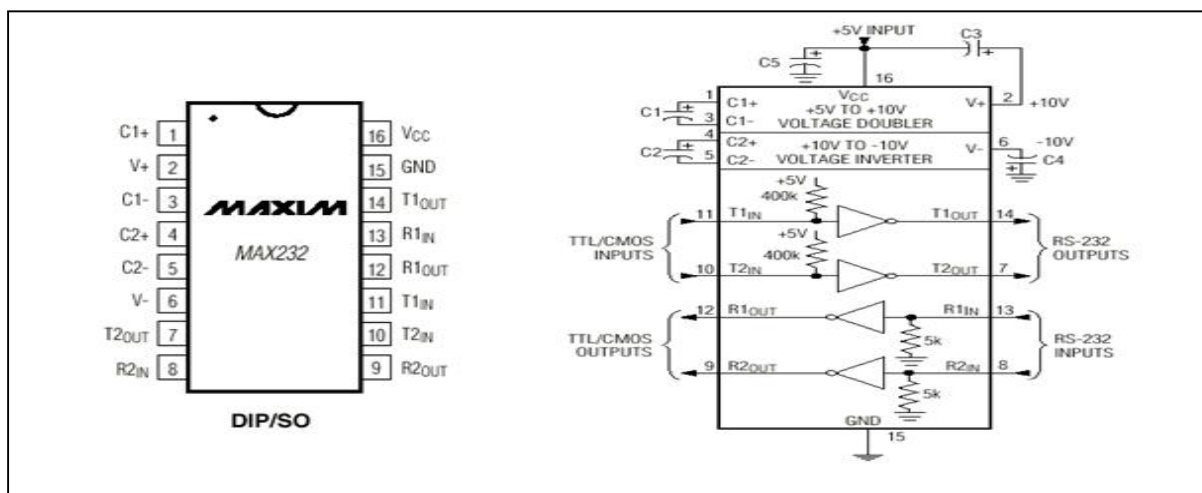 C1+ 1
V+ 2
C1- 3
C2+ 4
C2- 5
V- 6
T2OUT 7
R2IN 8
16 VCC
15 GND
14 T1OUT
13 R1IN
12 R1OUT
11 T1IN
10 T2IN
9 R2OUT
MAXIM
MAX232
DIP/SO
+5V INPUT
C3
C5
16
VCC
1 C1+
C1
3 C1-
+5V TO +10V
VOLTAGE DOUBLER
V+ 2 +10V
4 C2+
C2
5 C2-
+10V TO -10V
VOLTAGE INVERTER
V- 6 -10V
C4
+5V
400k
11 T1IN
T1OUT 14
+5V
400k
TTL/CMOS
INPUTS
RS-232
OUTPUTS
10 T2IN
T2OUT 7
12 R1OUT
R1IN 13
5k
TTL/CMOS
OUTPUTS
RS-232
INPUTS
9 R2OUT
R2IN 8
5k
GND
15